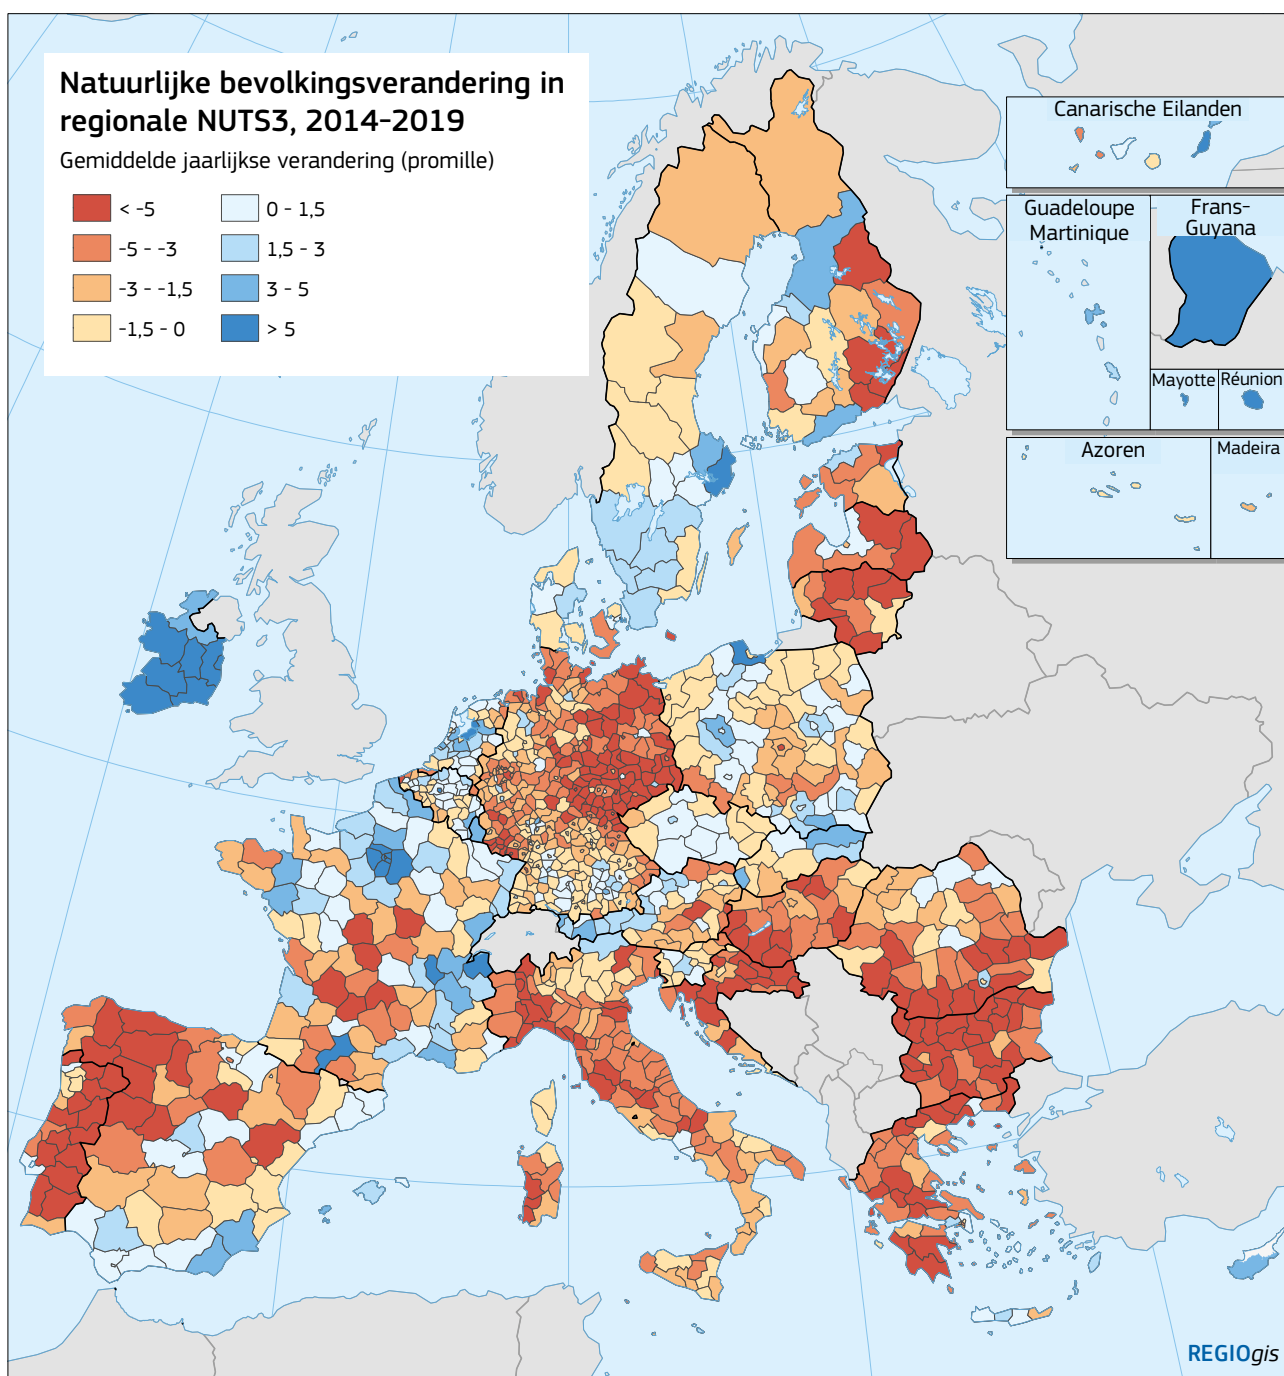 Natuurlijke bevolkingsverandering in
regionale NUTS3, 2014-2019
Gemiddelde jaarlijkse verandering (promille)
< -5
-5 - -3
-3 - -1,5
-1,5 - 0
0 - 1,5
1,5 - 3
3 - 5
> 5
Canarische Eilanden
Guadeloupe
Martinique
Frans-
Guyana
Mayotte
Réunion
Azoren
Madeira
REGIOgis